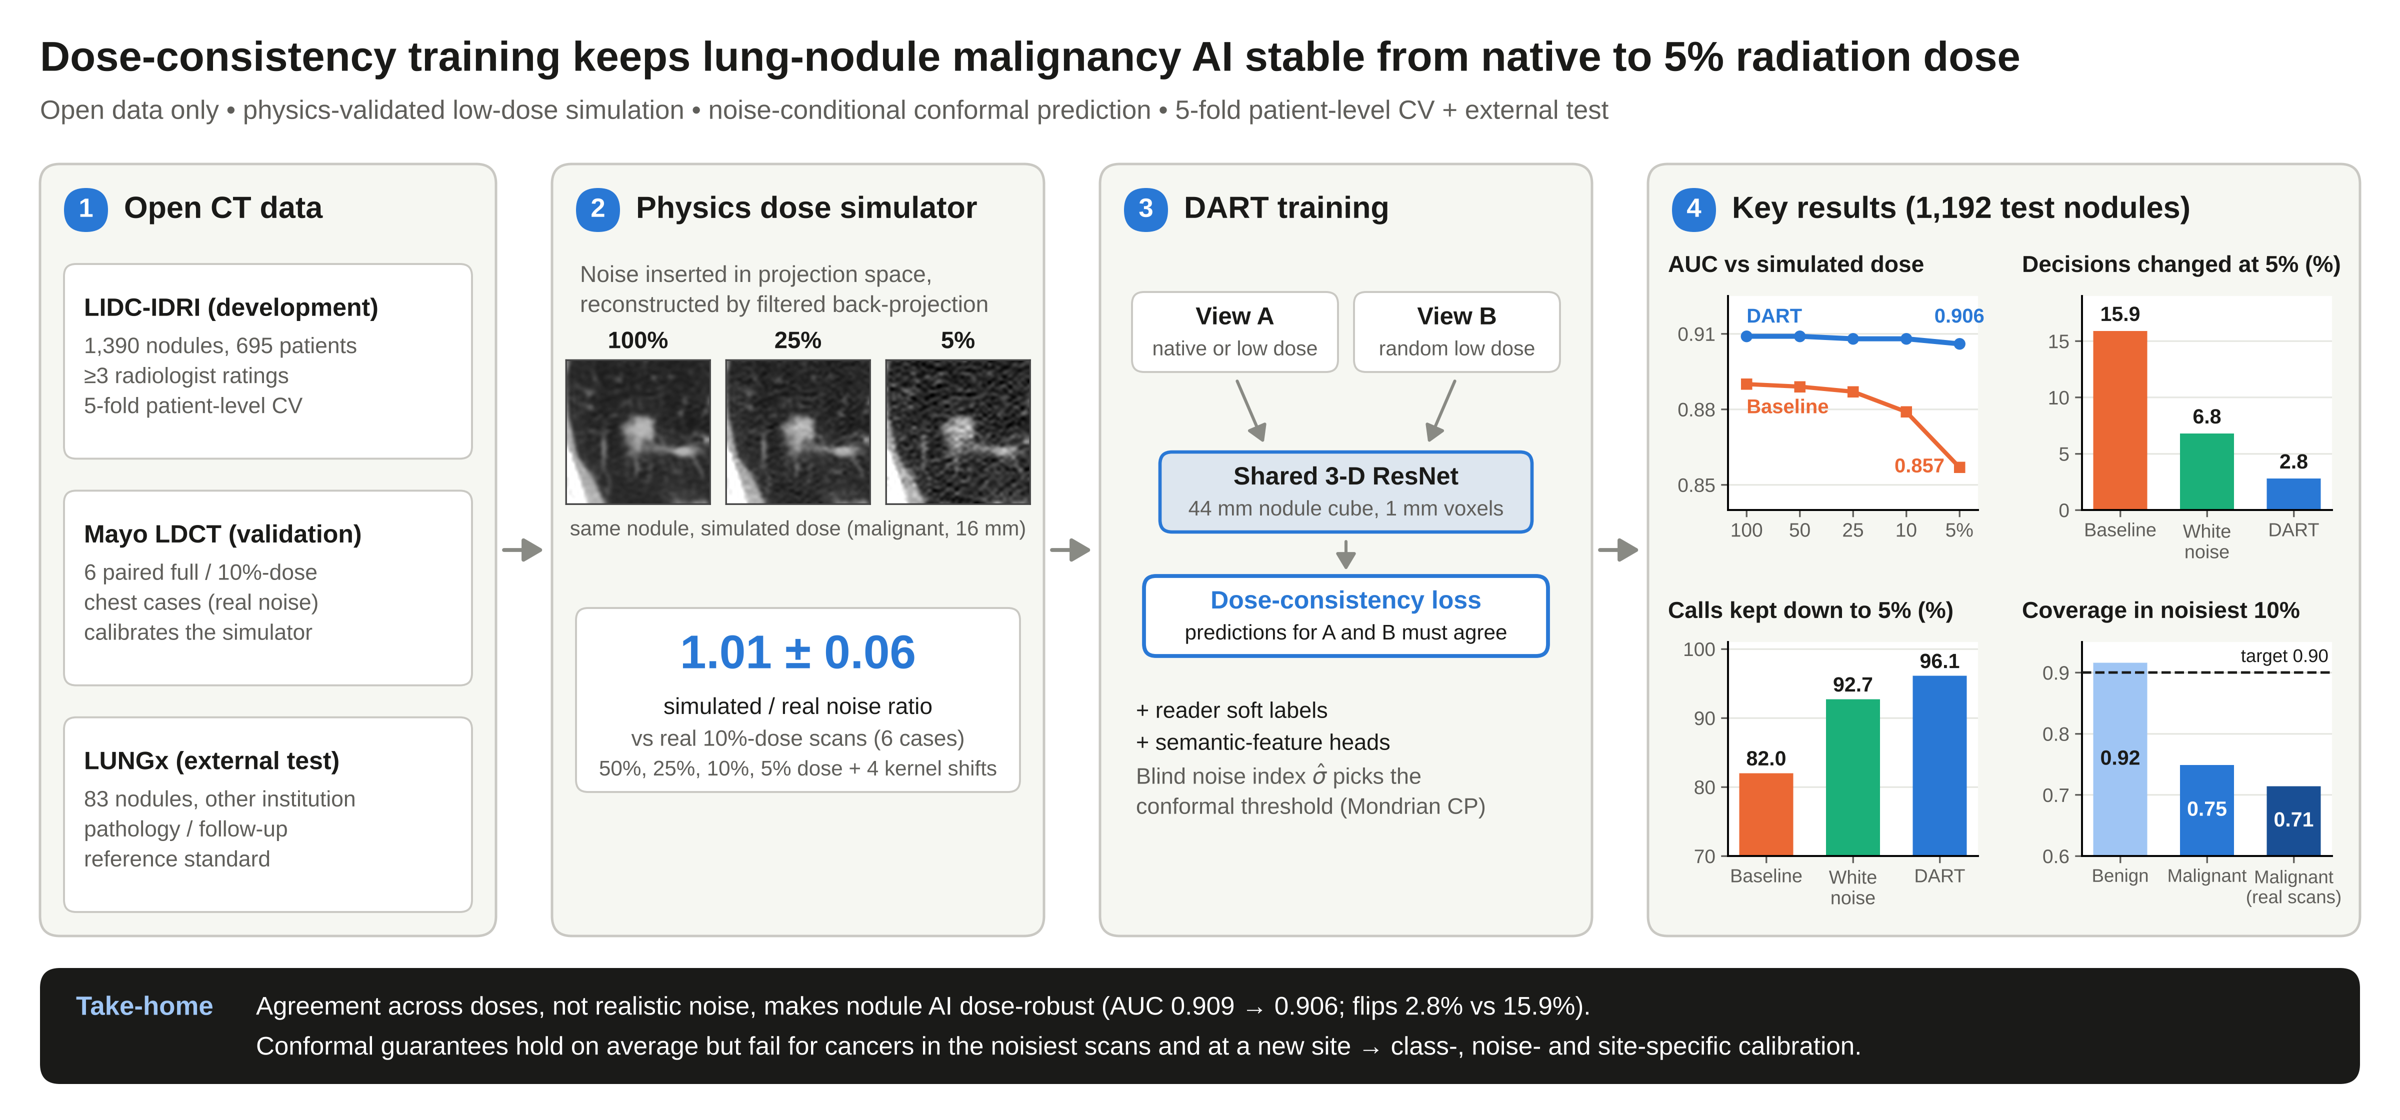 Dose-consistency training keeps lung-nodule malignancy AI stable from native to 5% radiation dose
Open data only • physics-validated low-dose simulation • noise-conditional conformal prediction • 5-fold patient-level CV + external test
1 Open CT data
LIDC-IDRI (development)
1,390 nodules, 695 patients
≥3 radiologist ratings
5-fold patient-level CV
Mayo LDCT (validation)
6 paired full / 10%-dose
chest cases (real noise)
calibrates the simulator
LUNGx (external test)
83 nodules, other institution
pathology / follow-up
reference standard
2 Physics dose simulator
Noise inserted in projection space,
reconstructed by filtered back-projection
100% 25% 5%
same nodule, simulated dose (malignant, 16 mm)
1.01 ± 0.06
simulated / real noise ratio
vs real 10%-dose scans (6 cases)
50%, 25%, 10%, 5% dose + 4 kernel shifts
3 DART training
View A
native or low dose
View B
random low dose
Shared 3-D ResNet
44 mm nodule cube, 1 mm voxels
Dose-consistency loss
predictions for A and B must agree
+ reader soft labels
+ semantic-feature heads
Blind noise index σ̂ picks the
conformal threshold (Mondrian CP)
4 Key results (1,192 test nodules)
AUC vs simulated dose
DART 0.906
0.91
Baseline
0.88
0.857
0.85
100 50 25 10 5%
Decisions changed at 5% (%)
15.9
15
10
6.8
5
2.8
0
Baseline White DART
noise
Calls kept down to 5% (%)
100
96.1
92.7
90
82.0
80
70
Baseline White DART
noise
Coverage in noisiest 10%
target 0.90
0.9
0.8
0.92
0.7
0.75
0.71
0.6
Benign Malignant Malignant
(real scans)
Take-home Agreement across doses, not realistic noise, makes nodule AI dose-robust (AUC 0.909 → 0.906; flips 2.8% vs 15.9%).
Conformal guarantees hold on average but fail for cancers in the noisiest scans and at a new site → class-, noise- and site-specific calibration.